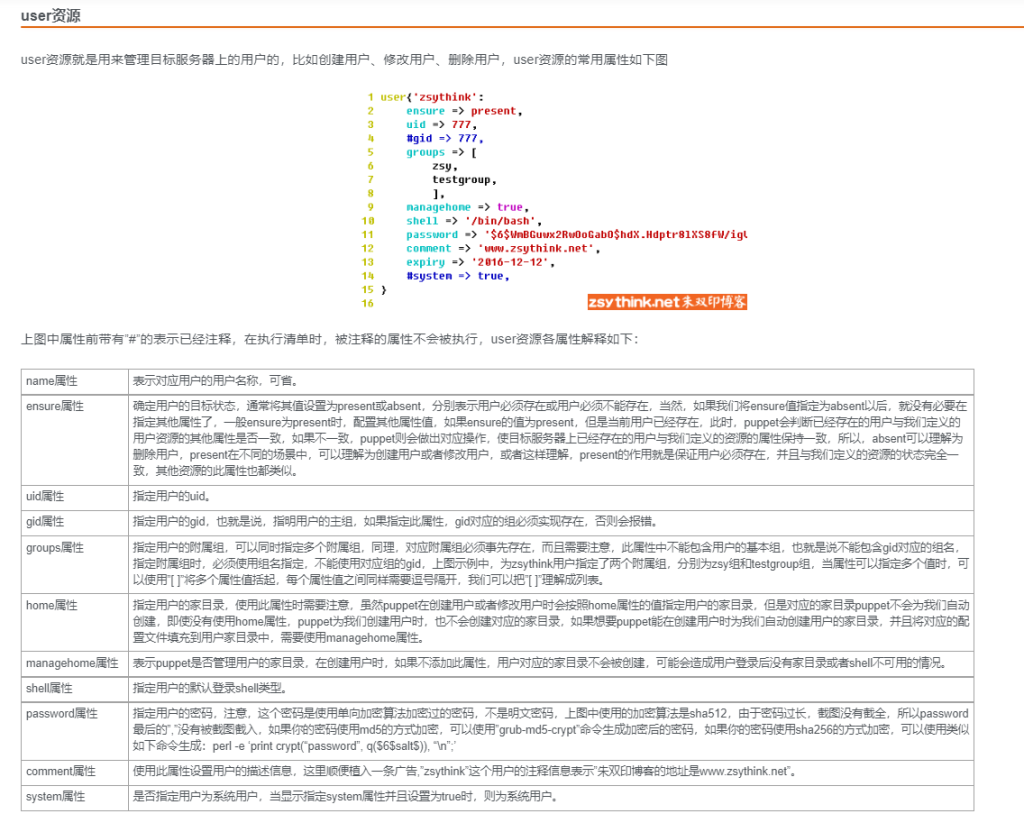 user资源
user资源就是用来管理目标服务器上的用户的，比如创建用户、修改用户、删除用户，user资源的常用属性如下图
1 user{'zsythink':
2 ensure => present,
3 uid => 777,
4 #gid => 777,
5 groups => [
6 zsy,
7 testgroup,
8 ],
9 managehome => true,
10 shell => '/bin/bash',
11 password => '$6$WmBGuwx2Rw0oGabO$hdX.Hdptr8lXS8fW/igU
12 comment => 'www.zsythink.net',
13 expiry => '2016-12-12',
14 #system => true,
15 }
16
zsythink.net朱双印博客
上图中属性前带有"#"的表示已经注释，在执行清单时，被注释的属性不会被执行，user资源各属性解释如下：
name属性 表示对应用户的用户名称，可省。
ensure属性 确定用户的目标状态，通常将其值设置为present或absent，分别表示用户必须存在或用户必须不能存在，当然，如果我们将ensure值指定为absent以后，就没有必要在
指定其他属性了，一般ensure为present时，配置其他属性值，如果ensure的值为present，但是当前用户已经存在，此时，puppet会判断已经存在的用户与我们定义的
用户资源的其他属性是否一致，如果不一致，puppet则会做出对应操作，使目标服务器上已经存在的用户与我们定义的资源的属性保持一致，所以，absent可以理解为
删除用户，present在不同的场景中，可以理解为创建用户或者修改用户，或者这样理解，present的作用就是保证用户必须存在，并且与我们定义的资源的状态完全一
致，其他资源的此属性也都类似。
uid属性 指定用户的uid。
gid属性 指定用户的gid，也就是说，指明用户的主组，如果指定此属性，gid对应的组必须实现存在，否则会报错。
groups属性 指定用户的附属组，可以同时指定多个附属组，同理，对应附属组必须事先存在，而且需要注意，此属性中不能包含用户的基本组，也就是说不能包含gid对应的组名，
指定附属组时，必须使用组名指定，不能使用对应组的gid，上图示例中，为zsythink用户指定了两个附属组，分别为zsy组和testgroup组，当属性可以指定多个值时，可
以使用"[ ]"将多个属性值括起，每个属性值之间同样需要逗号隔开，我们可以把"[ ]"理解成列表。
home属性 指定用户的家目录，使用此属性时需要注意，虽然puppet在创建用户或者修改用户时会按照home属性的值指定用户的家目录，但是对应的家目录puppet不会为我们自动
创建，即使没有使用home属性，puppet为我们创建用户时，也不会创建对应的家目录，如果想要puppet能在创建用户时为我们自动创建用户的家目录，并且将对应的配
置文件填充到用户家目录中，需要使用managehome属性。
managehome属性 表示puppet是否管理用户的家目录，在创建用户时，如果不添加此属性，用户对应的家目录不会被创建，可能会造成用户登录后没有家目录或者shell不可用的情况。
shell属性 指定用户的默认登录shell类型。
password属性 指定用户的密码，注意，这个密码是使用单向加密算法加密过的密码，不是明文密码，上图中使用的加密算法是sha512，由于密码过长，截图没有截全，所以password
最后的","没有被截图截入，如果你的密码使用md5的方式加密，可以使用"grub-md5-crypt"命令生成加密后的密码，如果你的密码使用sha256的方式加密，可以使用类似
如下命令生成：perl -e 'print crypt("password", q($6$salt$)), "\n";'
comment属性 使用此属性设置用户的描述信息，这里顺便植入一条广告,"zsythink"这个用户的注释信息表示"朱双印博客的地址是www.zsythink.net"。
system属性 是否指定用户为系统用户，当显示指定system属性并且设置为true时，则为系统用户。